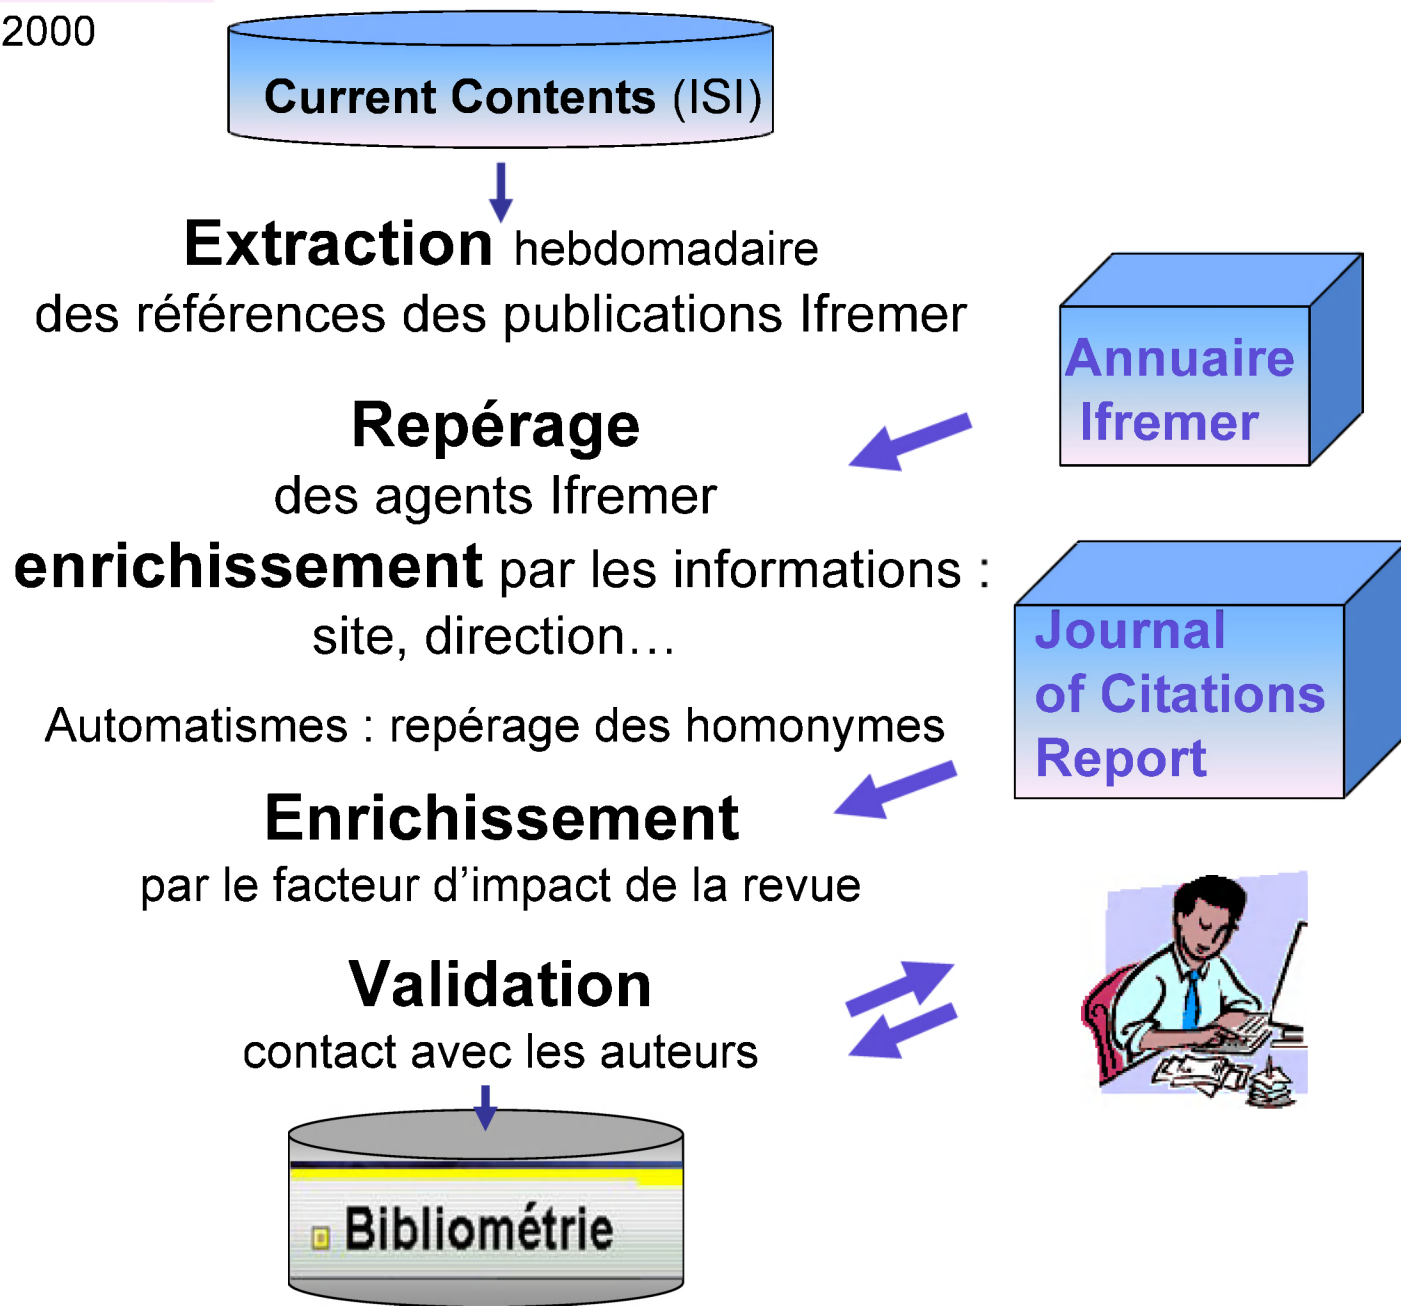 2000
Current Contents (ISI)
Extraction hebdomadaire
des références des publications Ifremer
Annuaire
Ifremer
Repérage
des agents Ifremer
enrichissement par les informations :
site, direction…
Journal
of Citations
Report
Automatismes : repérage des homonymes
Enrichissement
par le facteur d’impact de la revue
Validation
contact avec les auteurs
Bibliométrie